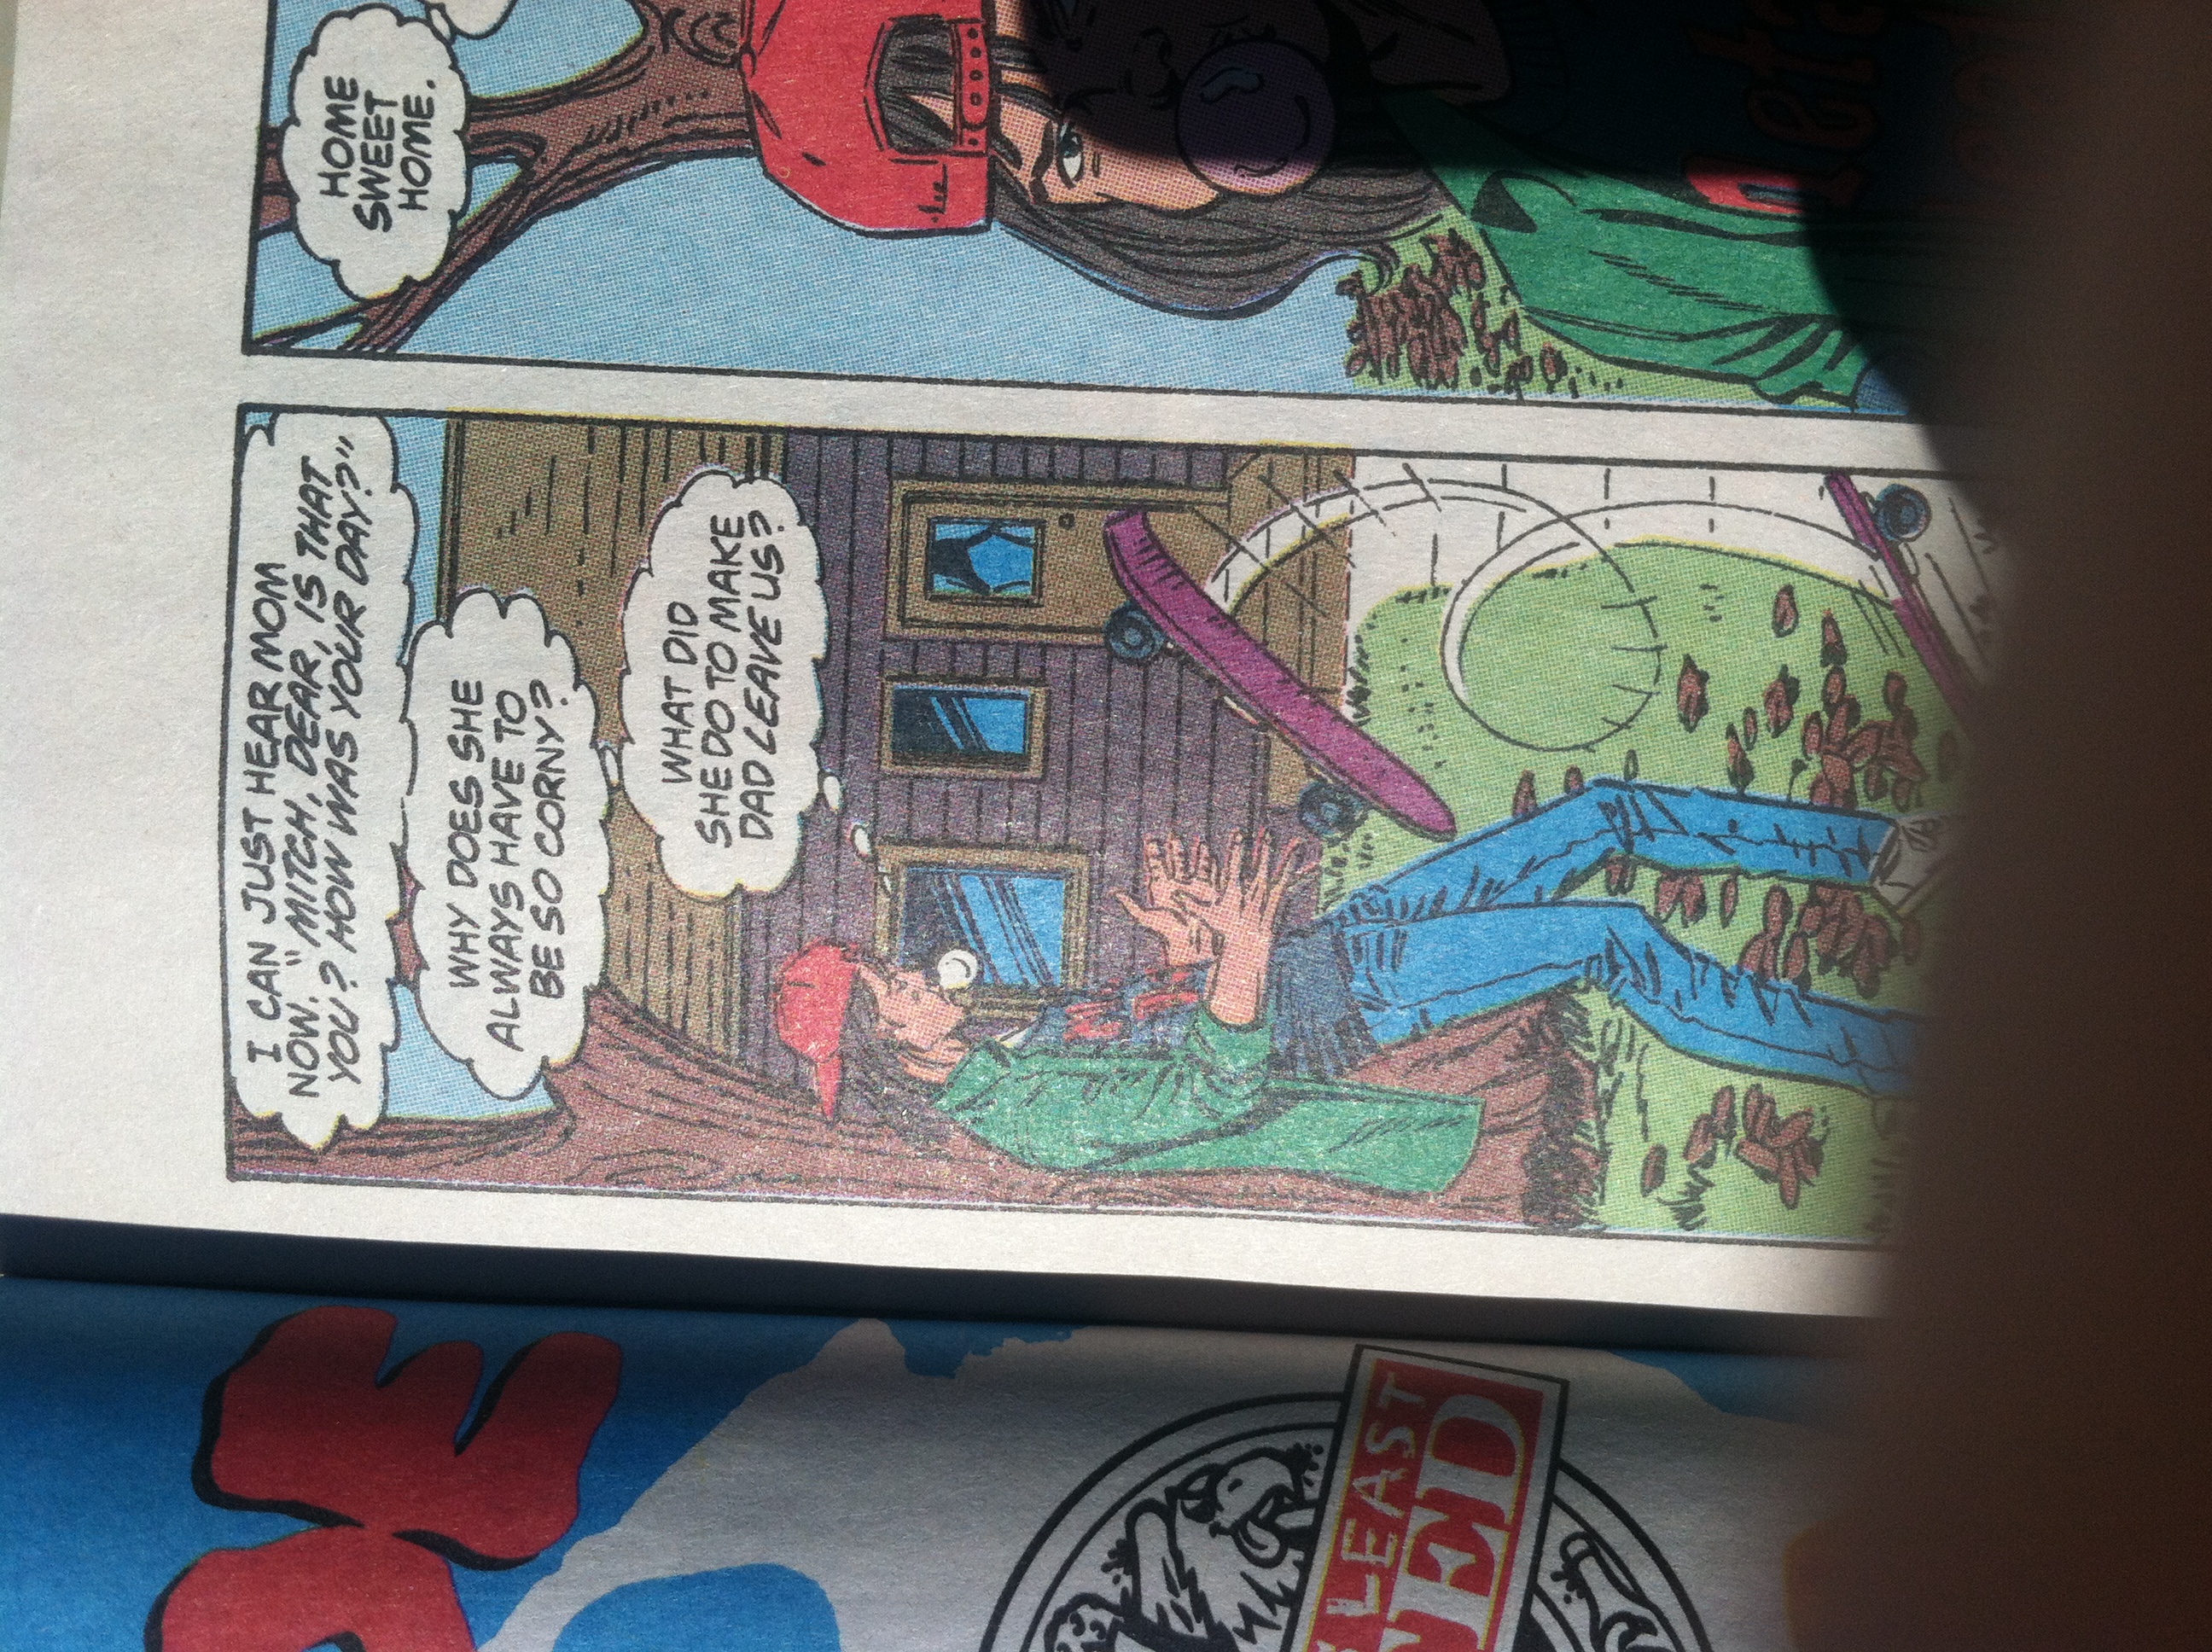 I CAN JUST HEAR MOM
NOW. "MITCH, DEAR, IS THAT
YOU? HOW WAS YOUR DAY?"
WHY DOES SHE
ALWAYS HAVE TO
BE SO CORNY?
WHAT DID
SHE DO TO MAKE
DAD LEAVE US?
HOME
SWEET
HOME.
LEAST
TED